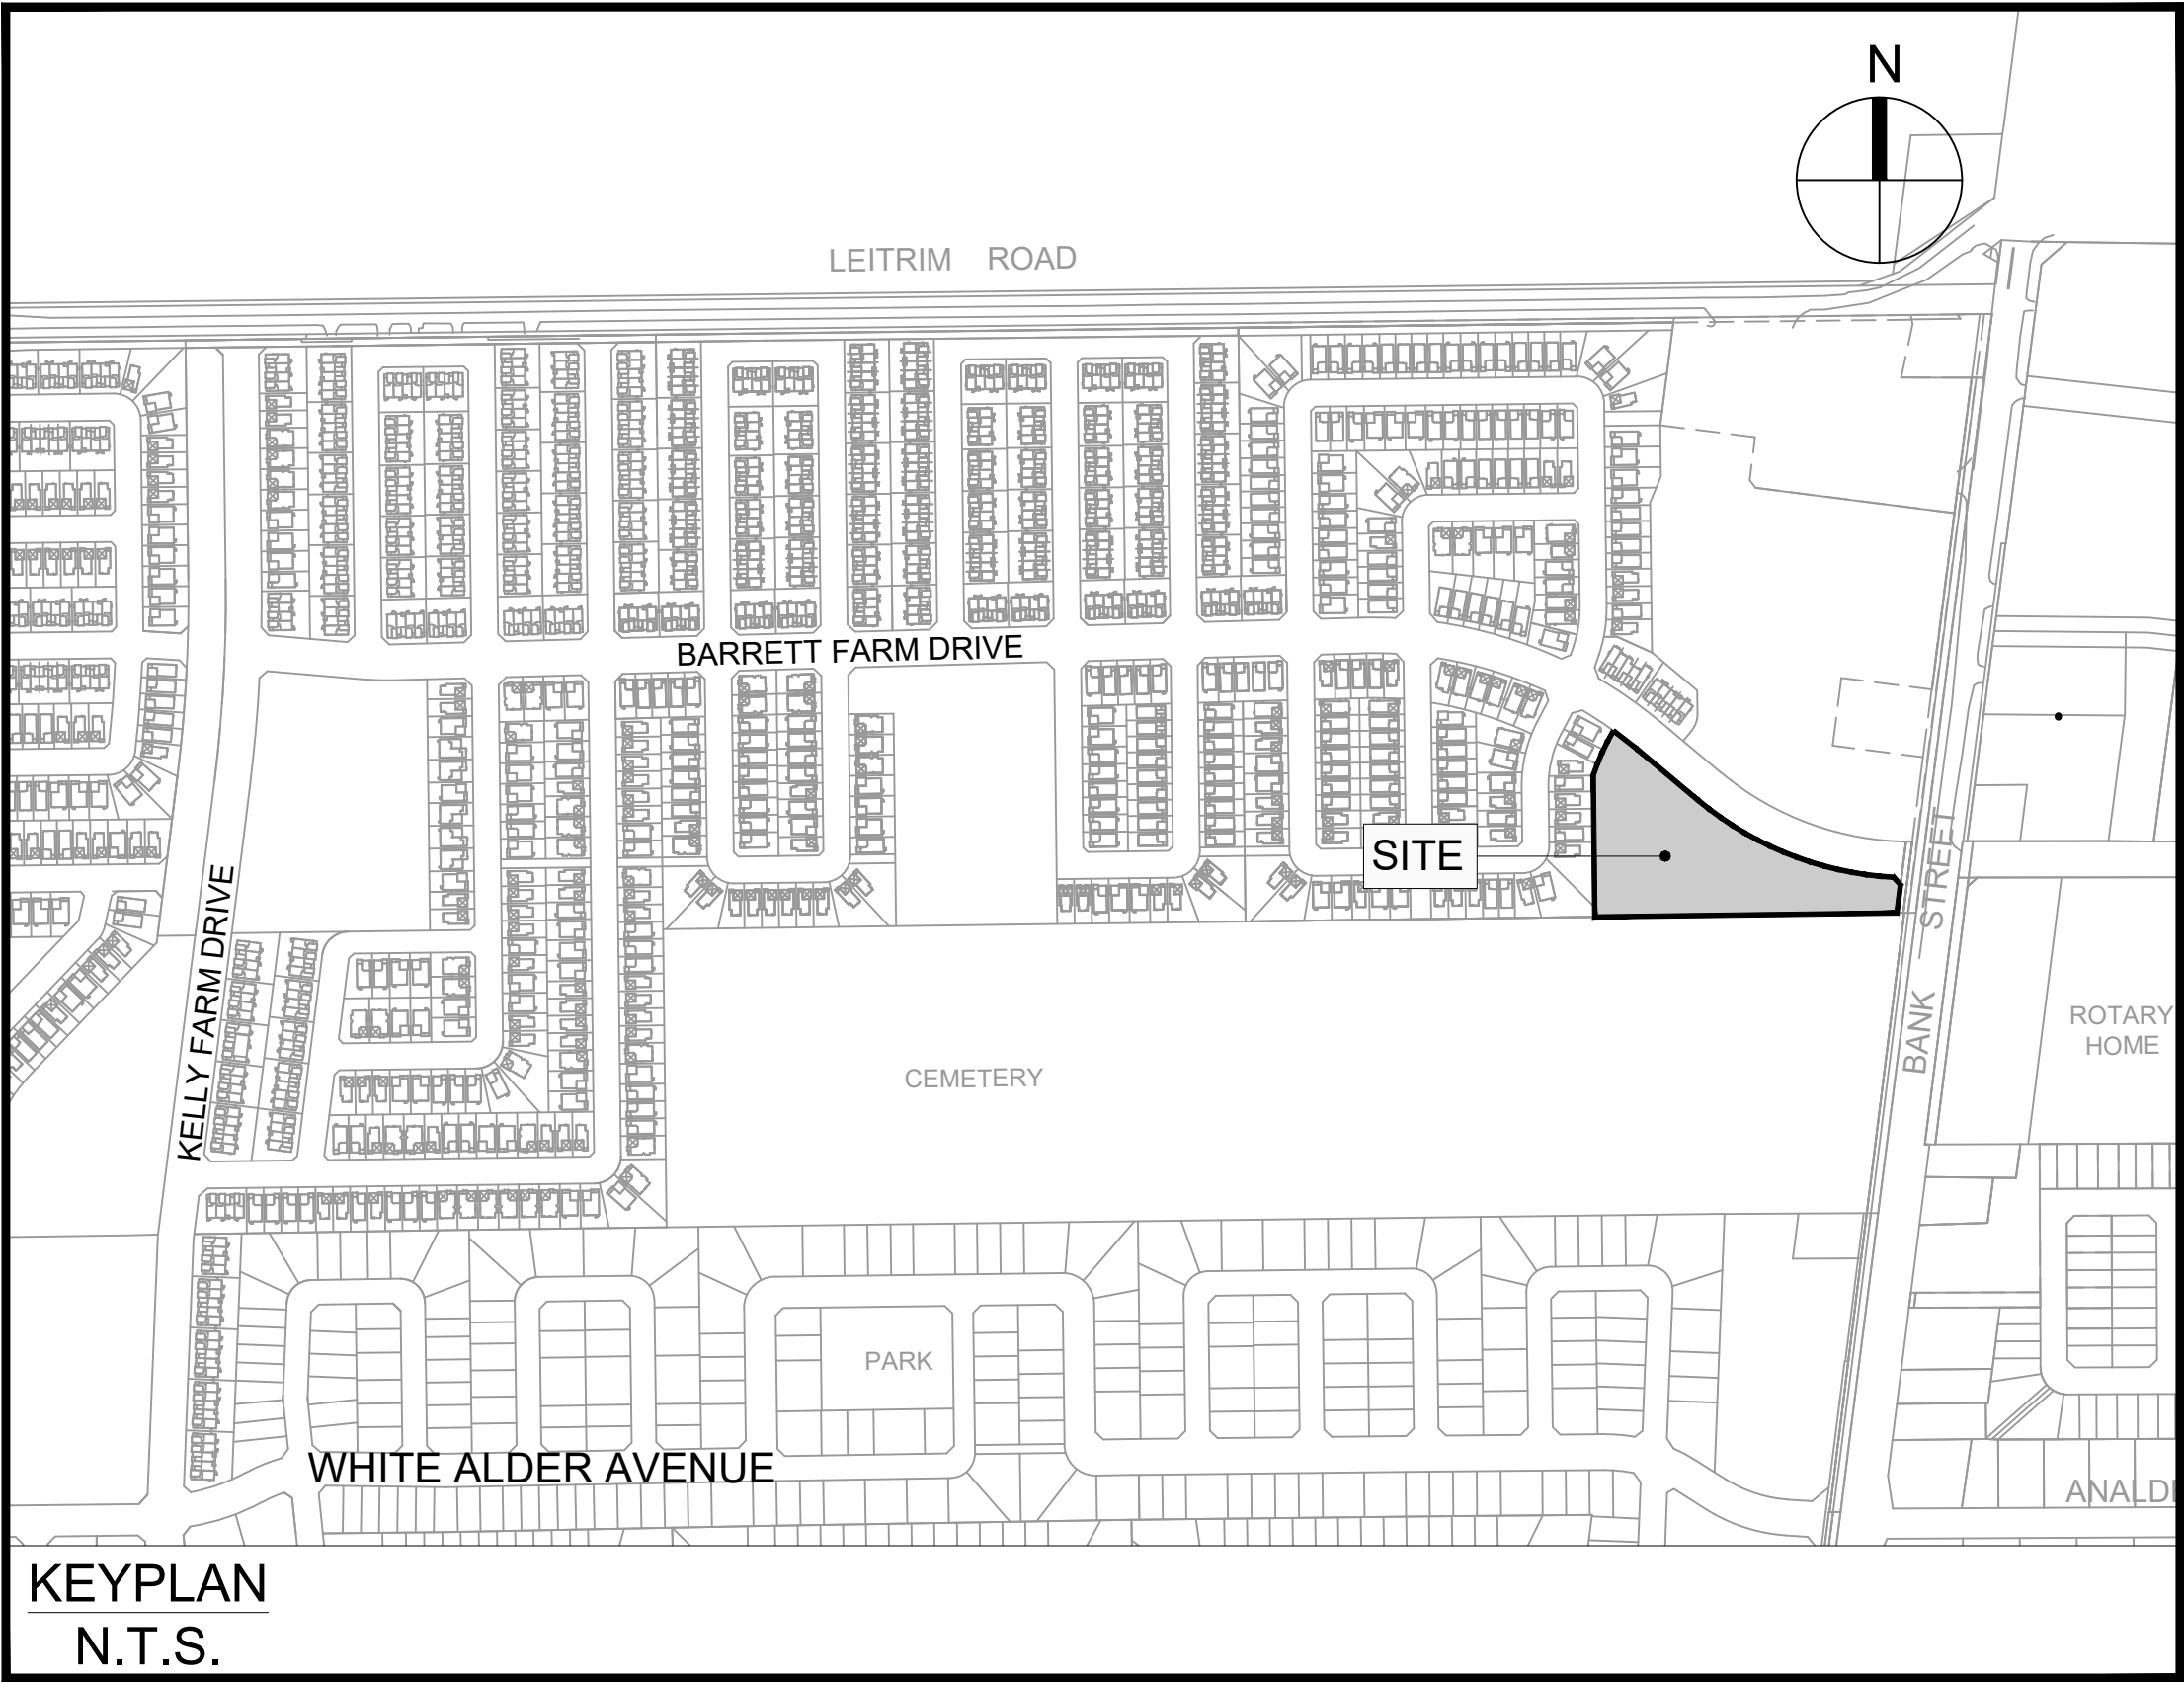 N
LEITRIM ROAD
BARRETT FARM DRIVE
SITE
KELLY FARM DRIVE
BANK STREET
ROTARY
HOME
CEMETERY
PARK
WHITE ALDER AVENUE
ANALD
KEYPLAN
N.T.S.